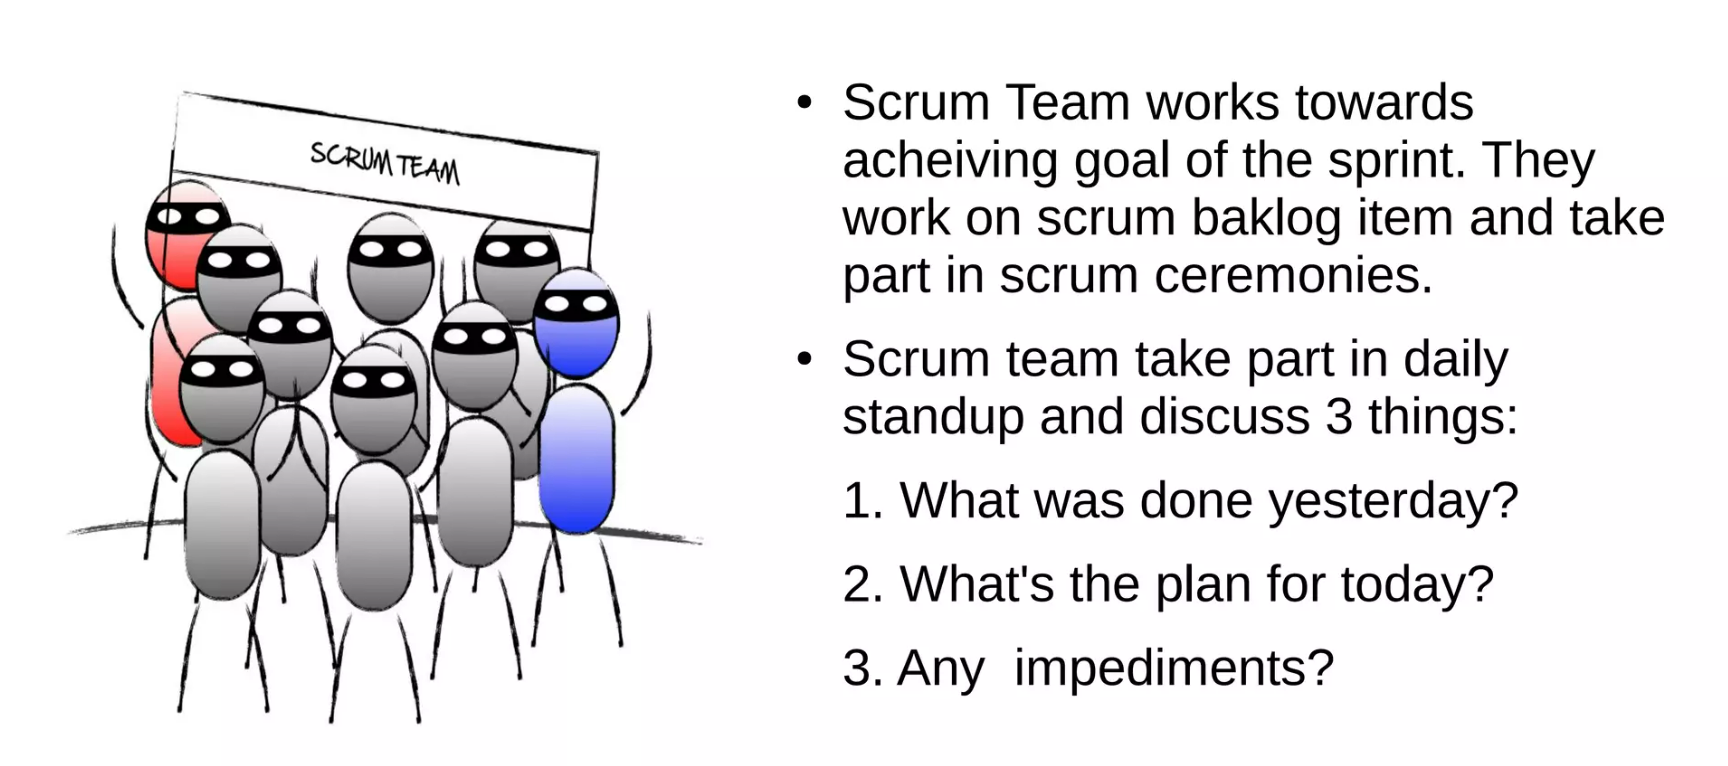 SCRUM TEAM
• Scrum Team works towards
acheiving goal of the sprint. They
work on scrum baklog item and take
part in scrum ceremonies.
• Scrum team take part in daily
standup and discuss 3 things:
1. What was done yesterday?
2. What's the plan for today?
3. Any  impediments?